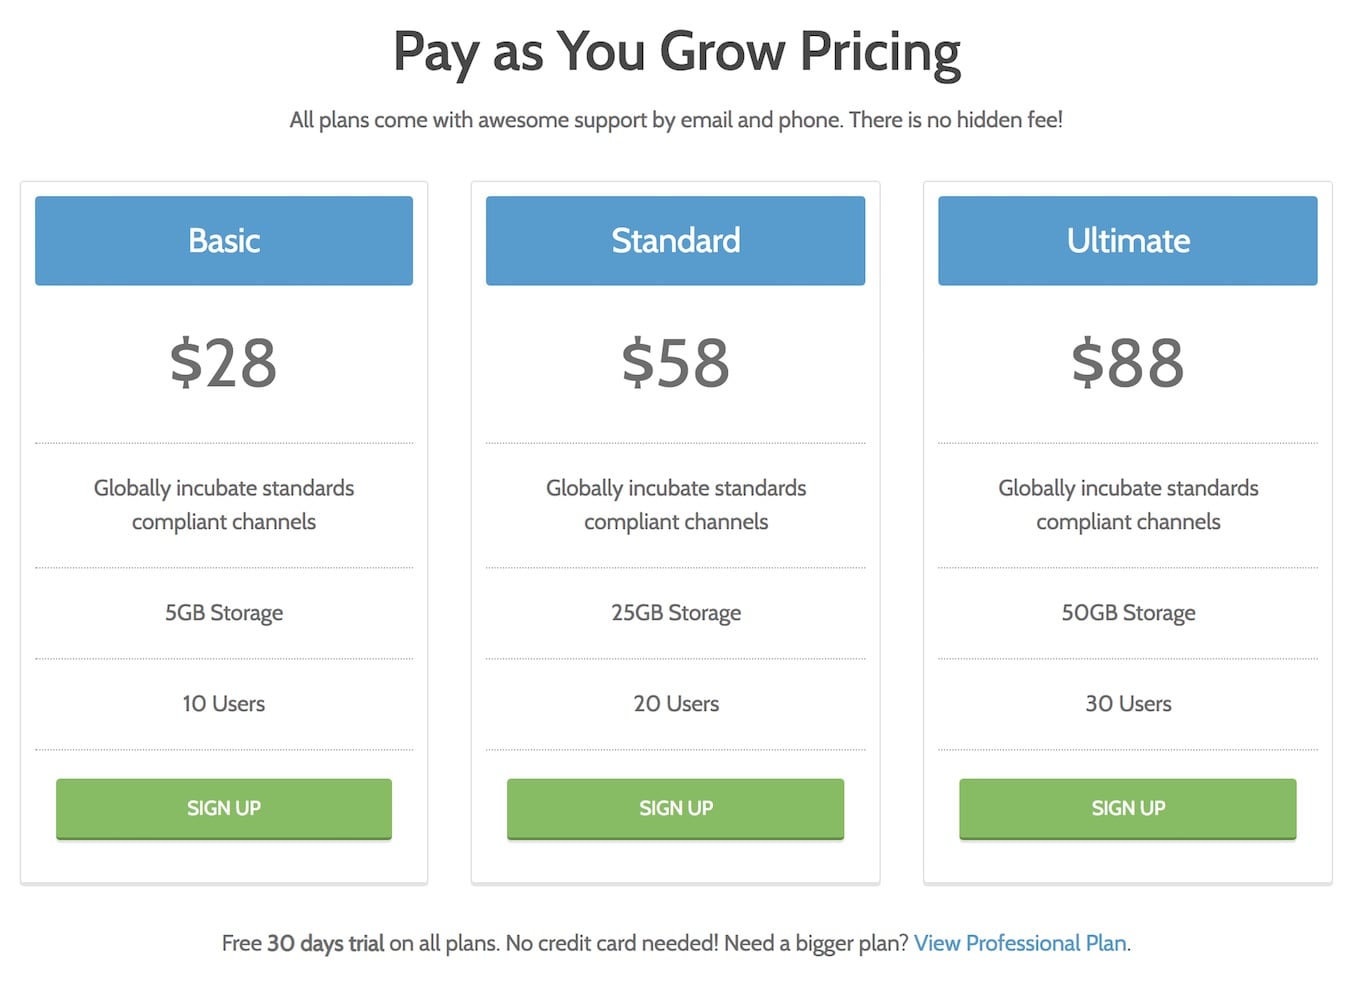 Pay as You Grow Pricing
All plans come with awesome support by email and phone. There is no hidden fee!
Basic
$28
Globally incubate standards
compliant channels
5GB Storage
10 Users
SIGN UP
Standard
$58
Globally incubate standards
compliant channels
25GB Storage
20 Users
SIGN UP
Ultimate
$88
Globally incubate standards
compliant channels
50GB Storage
30 Users
SIGN UP
Free 30 days trial on all plans. No credit card needed! Need a bigger plan? View Professional Plan.